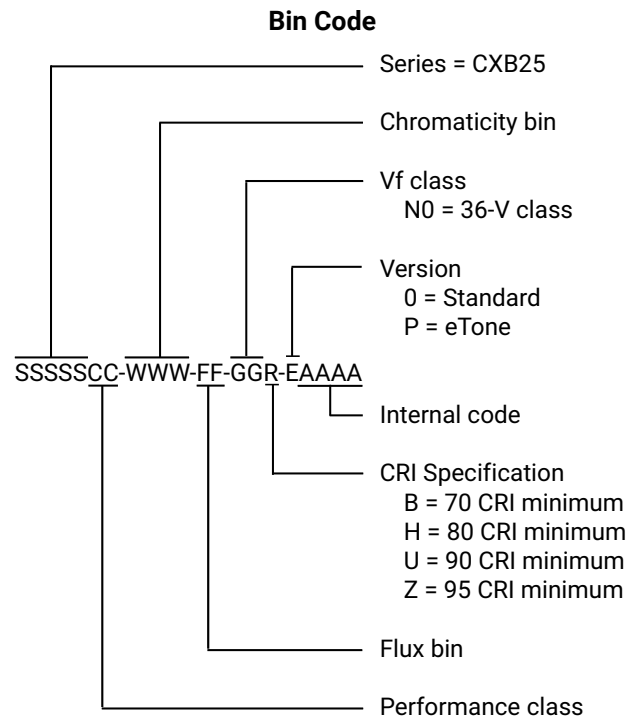 Bin Code
Series = CXB25
Chromaticity bin
Vf class
N0 = 36-V class
Version
0 = Standard
P = eTone
SSSSSCC-WWW-FF-GGR-EAAAA
Internal code
CRI Specification
B = 70 CRI minimum
H = 80 CRI minimum
U = 90 CRI minimum
Z = 95 CRI minimum
Flux bin
Performance class